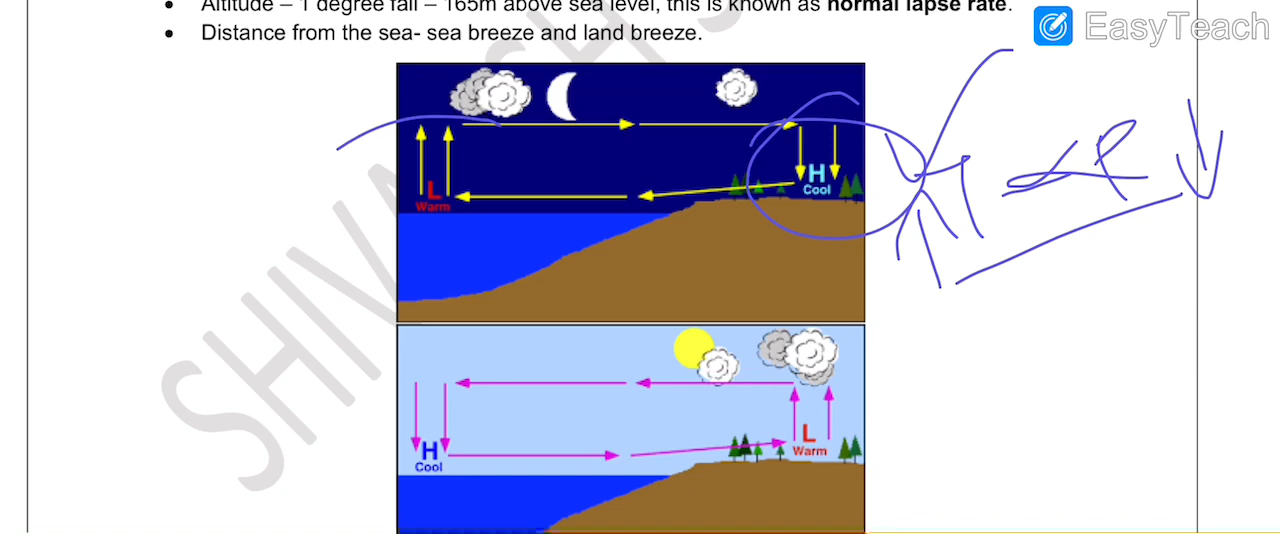 Altitude – 1 degree fall – 165m above sea level, this is known as normal lapse rate.
• Distance from the sea- sea breeze and land breeze.
EasyTeach
L
Warm
H
Cool
H
Cool
L
Warm